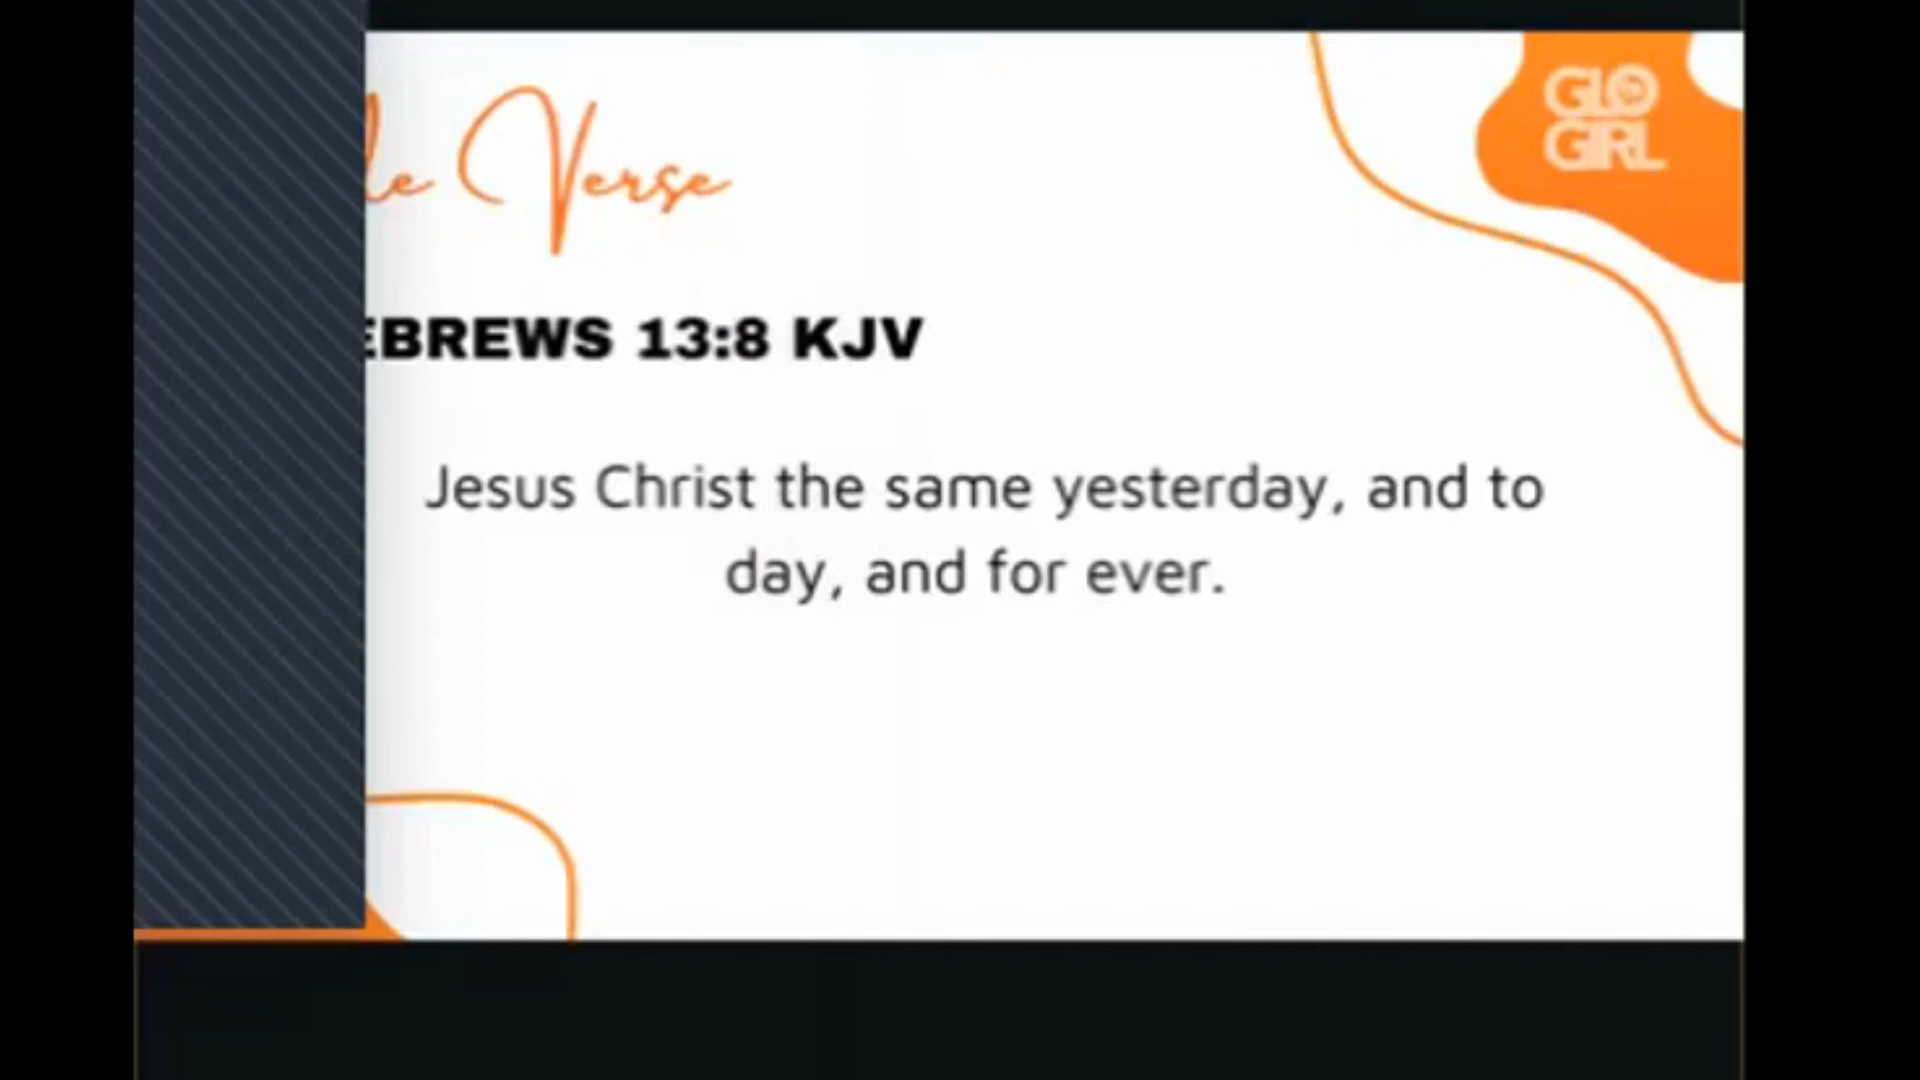 le Verse
GLO
GIRL
EBREWS 13:8 KJV
Jesus Christ the same yesterday, and to
day, and for ever.